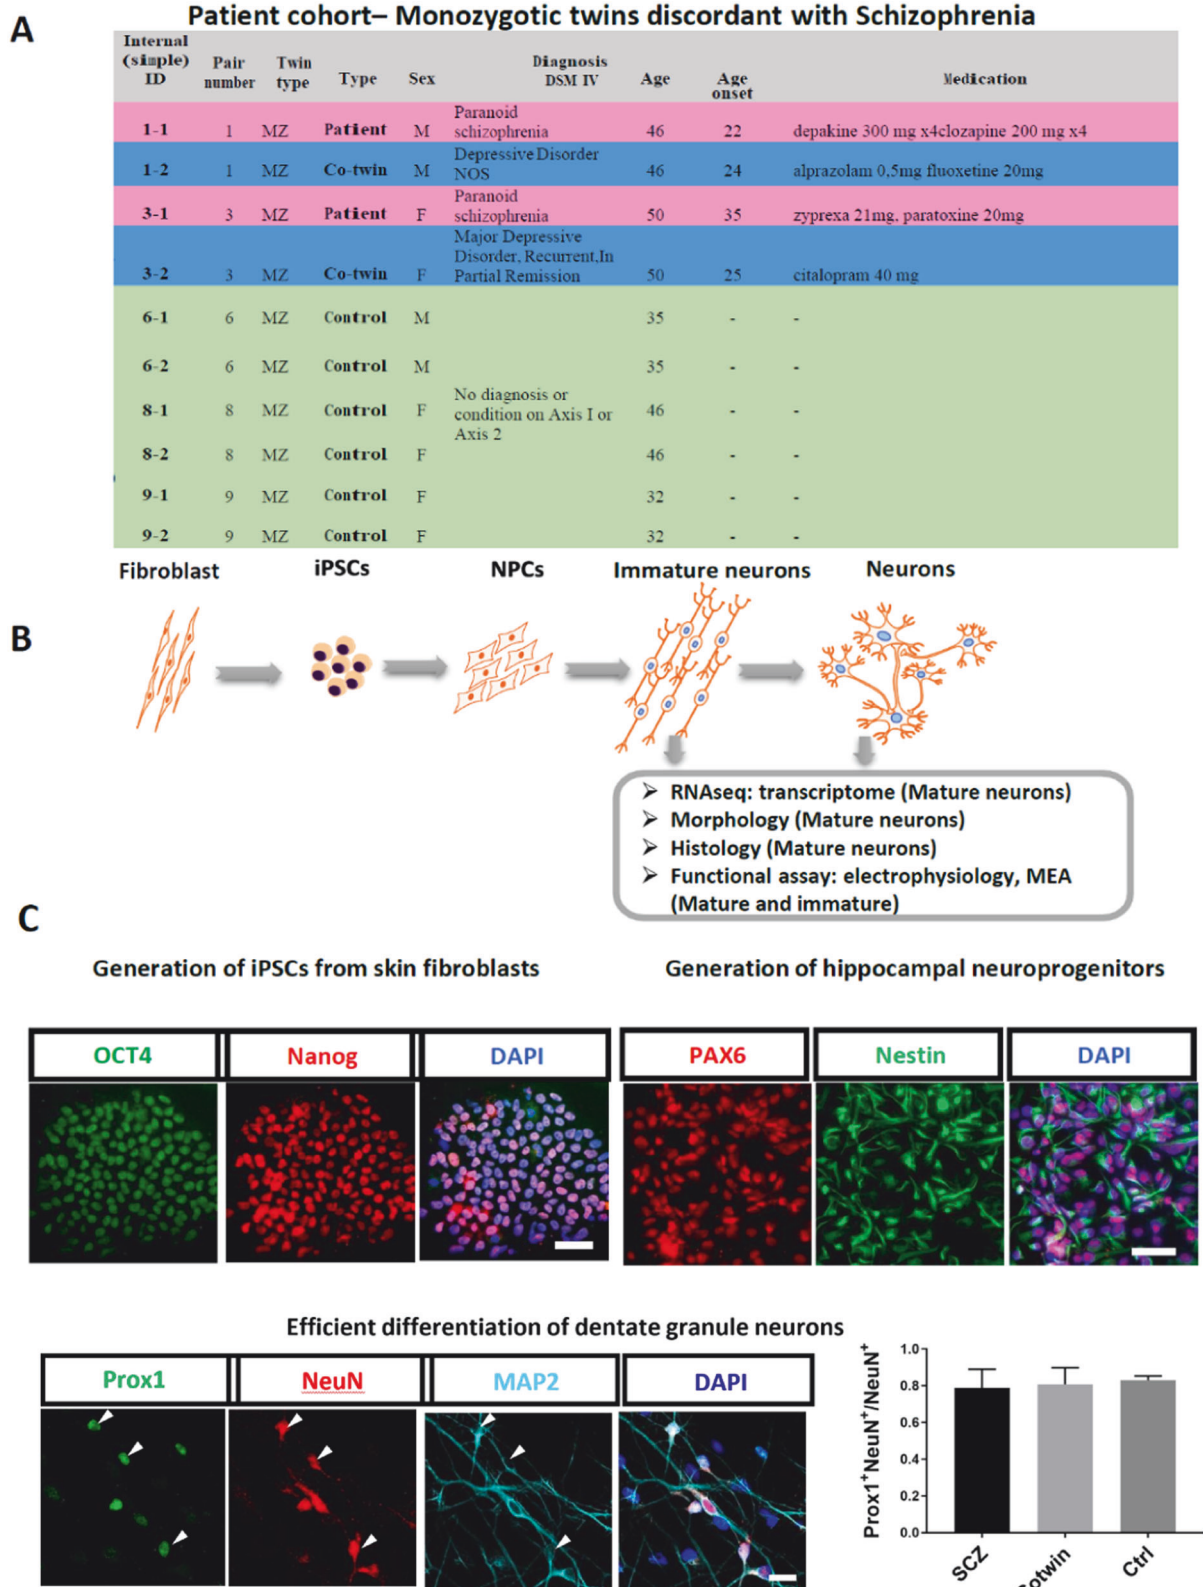 A
Patient cohort– Monozygotic twins discordant with Schizophrenia
Internal (simple) ID Pair number Twin type Type Sex Diagnosis DSM IV Age Age onset Medication
1-1 1 MZ Patient M Paranoid schizophrenia 46 22 depakine 300 mg x4clozapine 200 mg x4
1-2 1 MZ Co-twin M Depressive Disorder NOS 46 24 alprazolam 0,5mg fluoxetine 20mg
3-1 3 MZ Patient F Paranoid schizophrenia 50 35 zyprexa 21mg, paratoxine 20mg
3-2 3 MZ Co-twin F Major Depressive Disorder, Recurrent,In Partial Remission 50 25 citalopram 40 mg
6-1 6 MZ Control M 35 - -
6-2 6 MZ Control M 35 - -
8-1 8 MZ Control F No diagnosis or condition on Axis I or Axis 2 46 - -
8-2 8 MZ Control F 46 - -
9-1 9 MZ Control F 32 - -
9-2 9 MZ Control F 32 - -
B
Fibroblast iPSCs NPCs Immature neurons Neurons
➢ RNAseq: transcriptome (Mature neurons)
➢ Morphology (Mature neurons)
➢ Histology (Mature neurons)
➢ Functional assay: electrophysiology, MEA
(Mature and immature)
C
Generation of iPSCs from skin fibroblasts
Generation of hippocampal neuroprogenitors
OCT4 Nanog DAPI PAX6 Nestin DAPI
Efficient differentiation of dentate granule neurons
Prox1 NeuN MAP2 DAPI
Prox1⁺NeuN⁺/NeuN⁺
1.0
0.8
0.6
0.4
0.2
0.0
SCZ Cotwin Ctrl